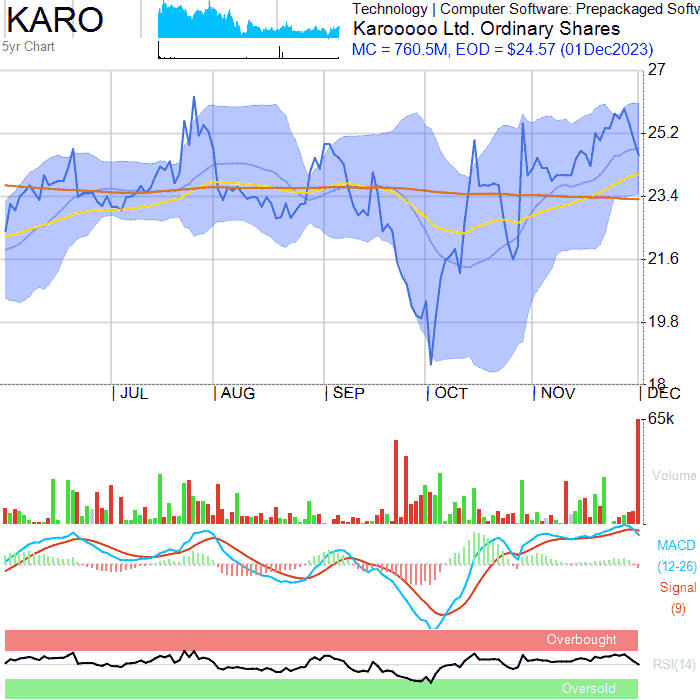 KARO
5yr Chart
Technology | Computer Software: Prepackaged Softw
Karooooo Ltd. Ordinary Shares
MC = 760.5M, EOD = $24.57 (01Dec2023)
27
25.2
23.4
21.6
19.8
18
JUL AUG SEP OCT NOV DEC
65k
Volume
MACD
(12-26)
Signal
(9)
Overbought
RSI(14)
Oversold